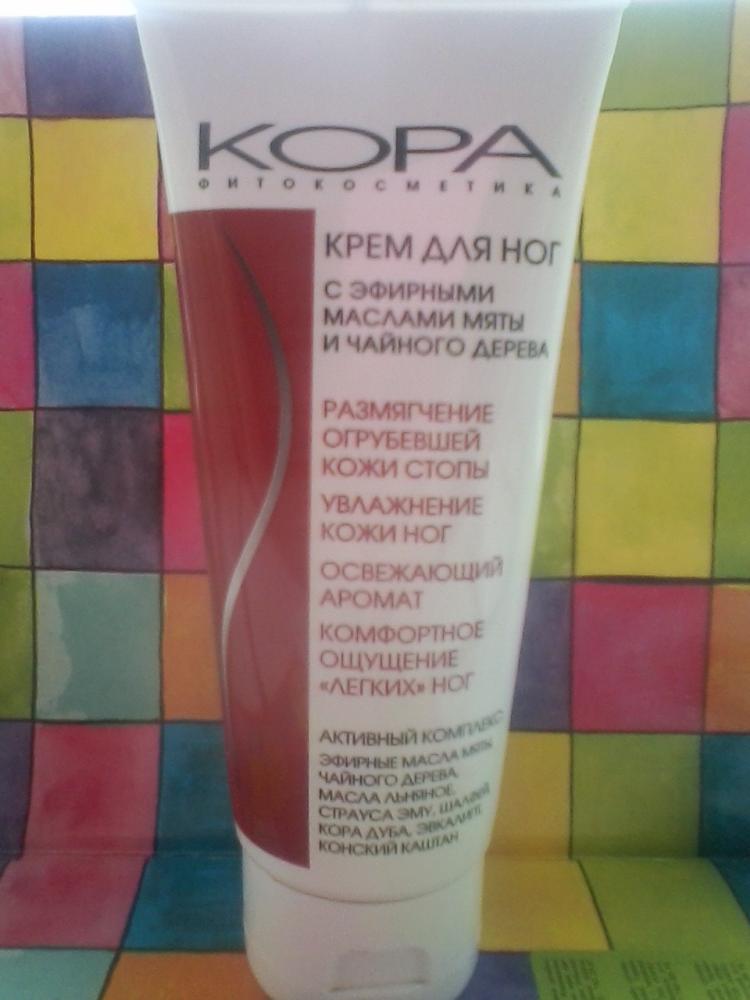 КОРА
ФИТОКОСМЕТИКА
КРЕМ ДЛЯ НОГ
С ЭФИРНЫМИ
МАСЛАМИ МЯТЫ
И ЧАЙНОГО ДЕРЕВА
РАЗМЯГЧЕНИЕ
ОГРУБЕВШЕЙ
КОЖИ СТОПЫ
УВЛАЖНЕНИЕ
КОЖИ НОГ
ОСВЕЖАЮЩИЙ
АРОМАТ
КОМФОРТНОЕ
ОЩУЩЕНИЕ
«ЛЕГКИХ» НОГ
АКТИВНЫЙ КОМПЛЕКС
ЭФИРНЫЕ МАСЛА МЯТЫ
ЧАЙНОГО ДЕРЕВА,
МАСЛА ЛЬНЯНОЕ,
СТРАУСА ЭМУ, ШАЛФЕЙ,
КОРА ДУБА, ЭВКАЛИПТ,
КОНСКИЙ КАШТАН